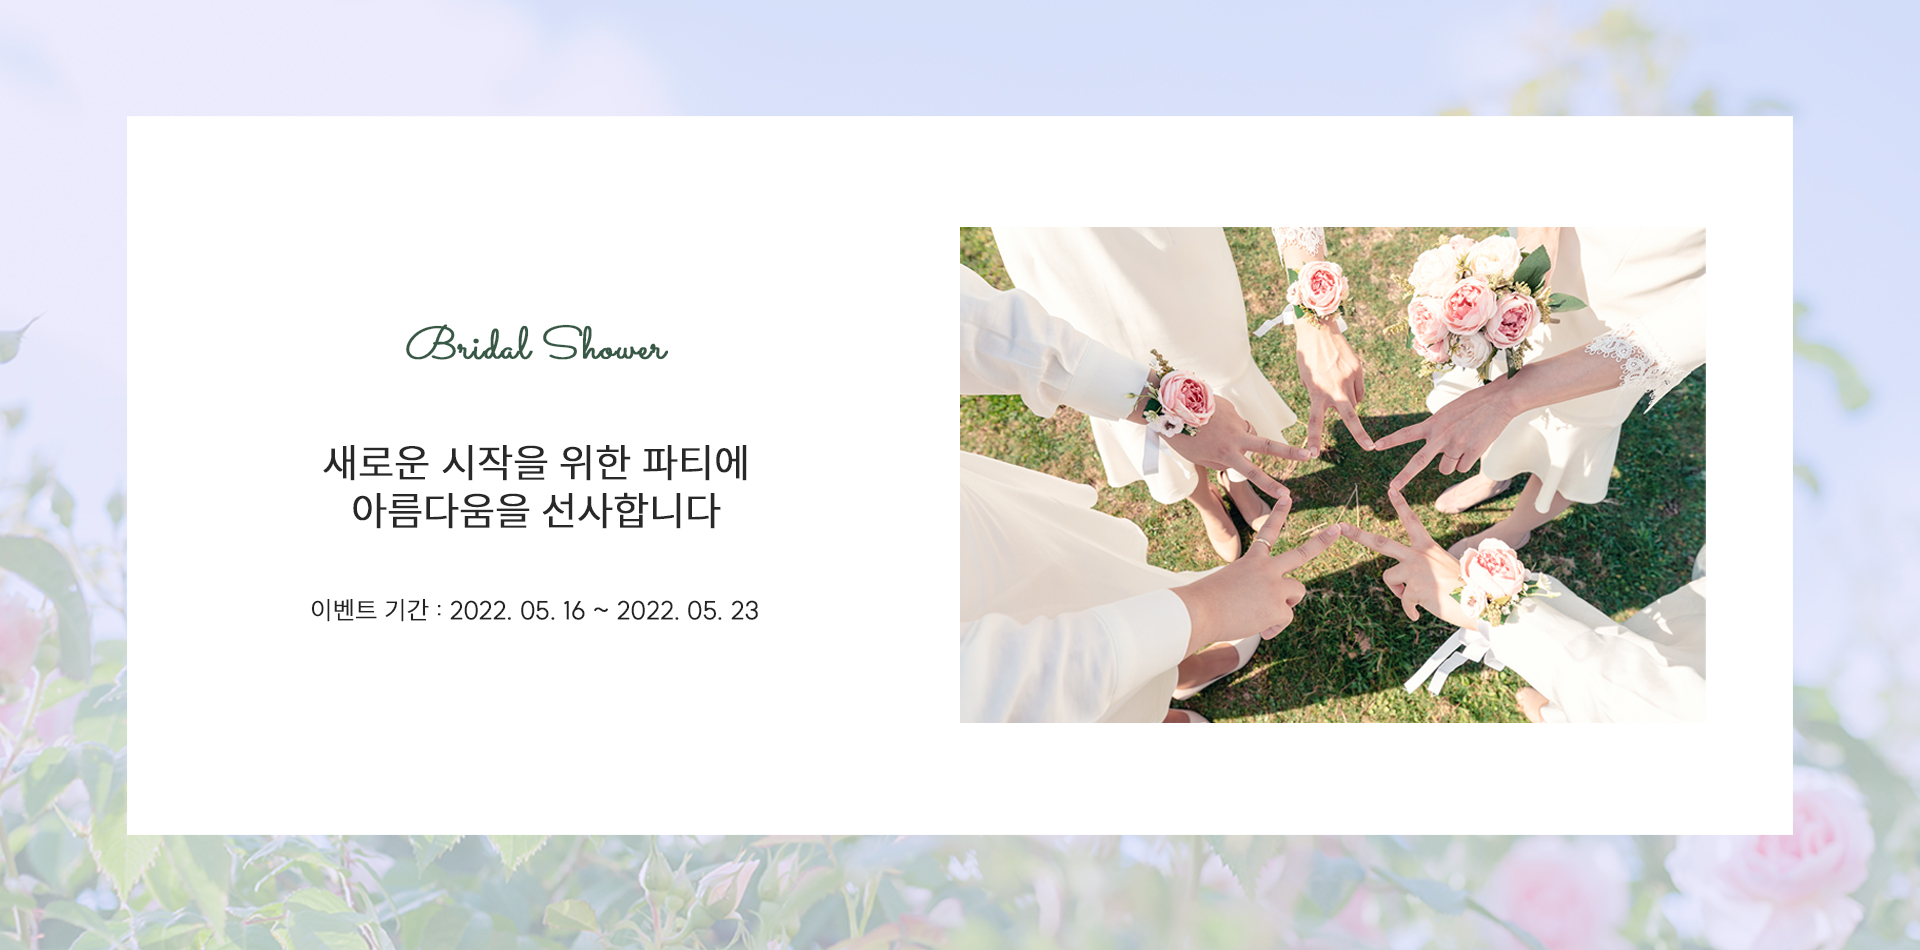 Bridal Shower
새로운 시작을 위한 파티에
아름다움을 선사합니다
이벤트 기간 : 2022. 05. 16 ~ 2022. 05. 23